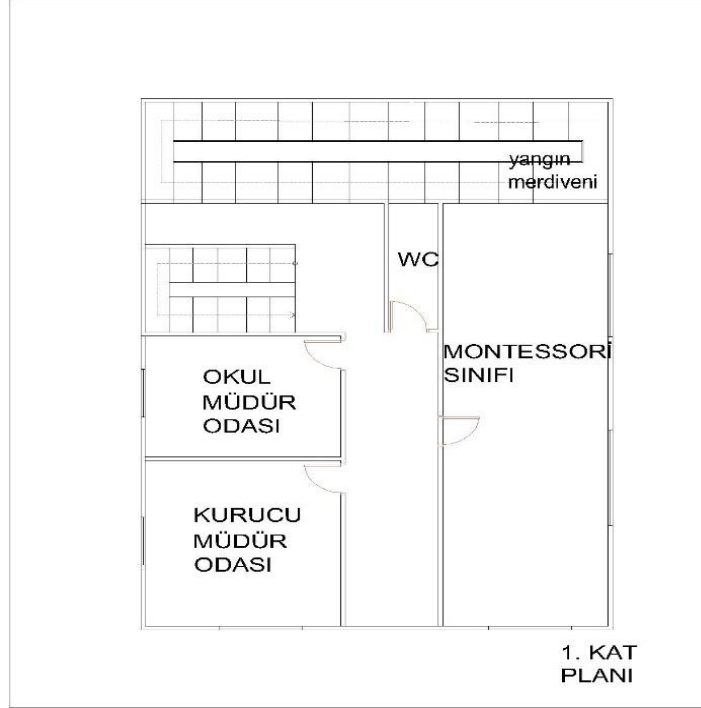 yangın
merdiveni
WC
MONTESSORİ
SINIFI
OKUL
MÜDÜR
ODASI
KURUCU
MÜDÜR
ODASI
1. KAT
PLANI